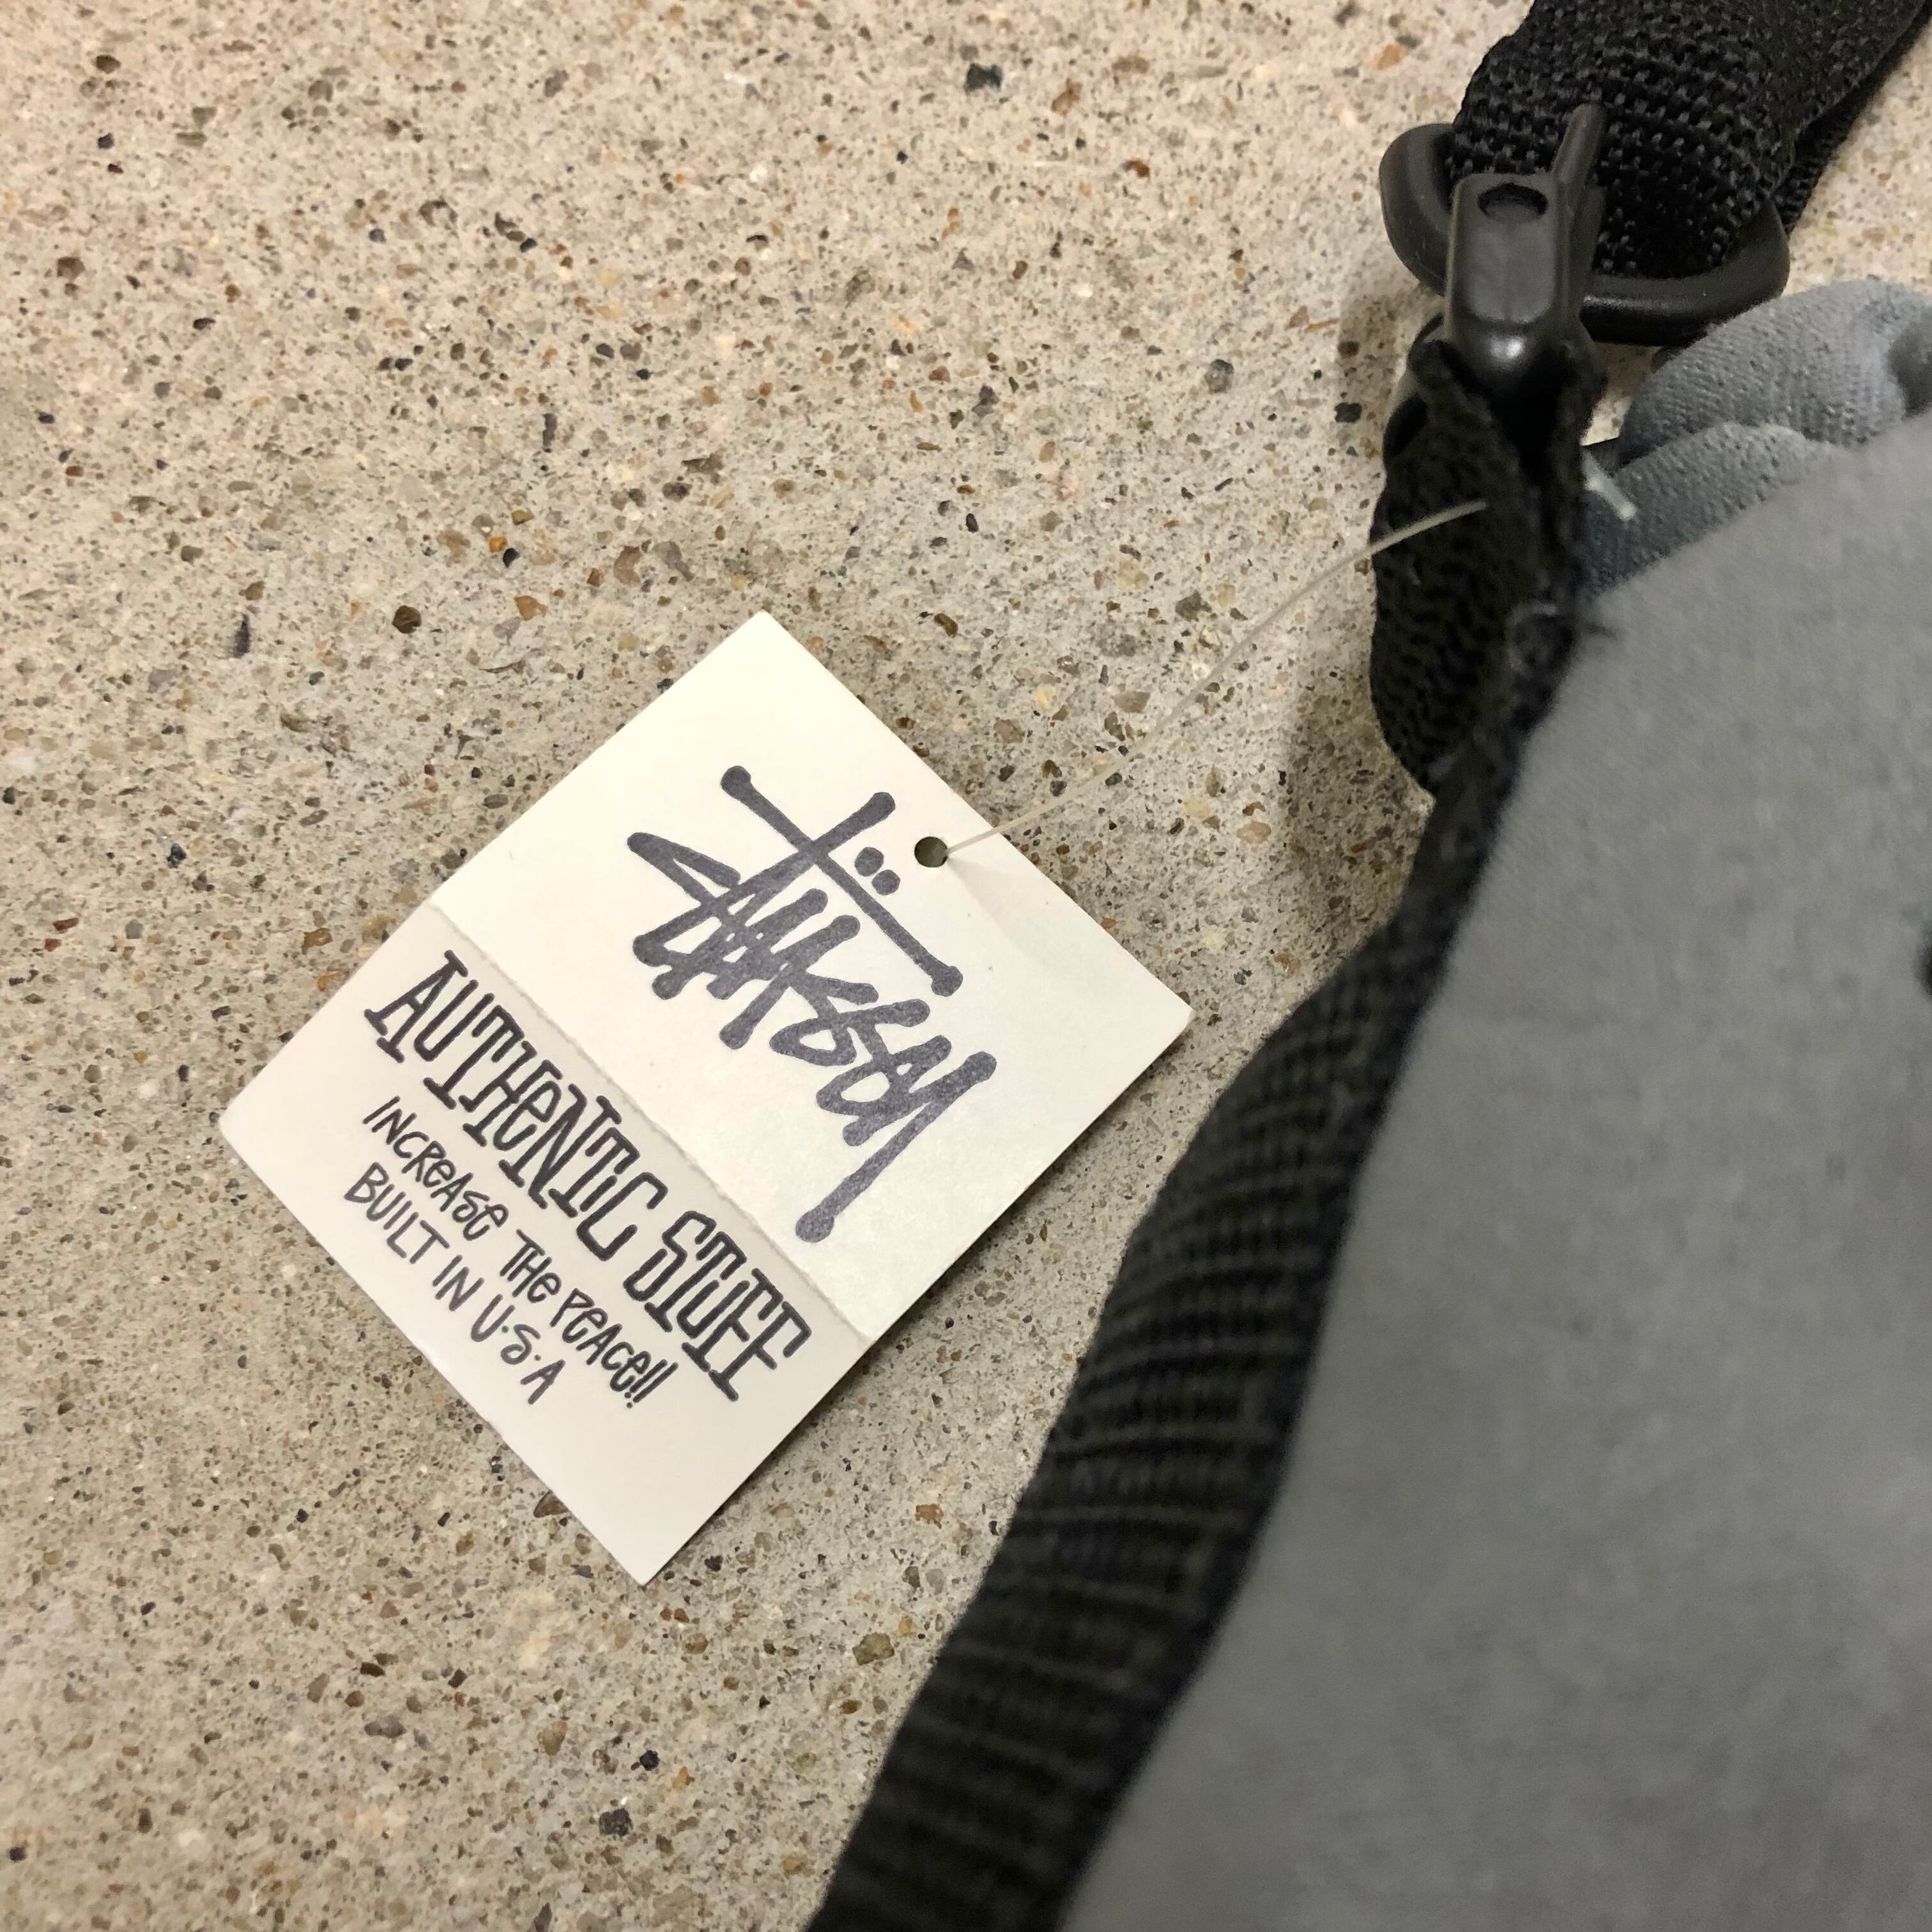 Stüssy
AUTHENTIC STUFF
INCREASE THE PEACE!!
BUILT IN U.S.A